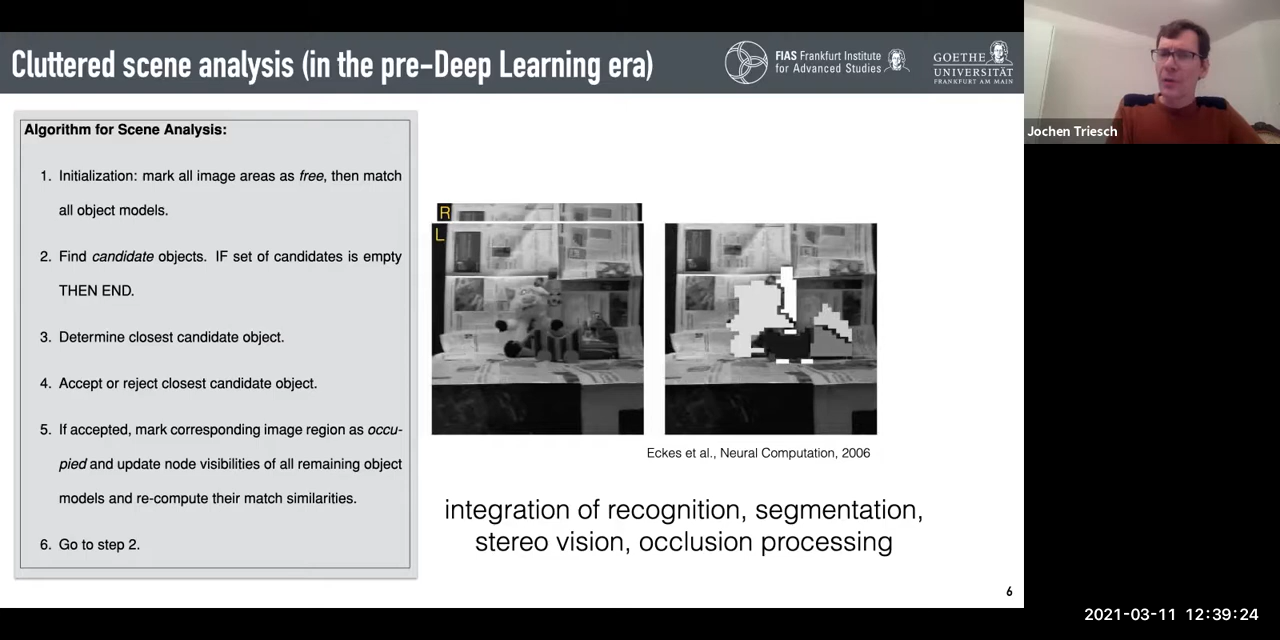 Cluttered scene analysis (in the pre-Deep Learning era)
FIAS Frankfurt Institute
for Advanced Studies
GOETHE
UNIVERSITÄT
FRANKFURT AM MAIN
Jochen Triesch
Algorithm for Scene Analysis:
1. Initialization: mark all image areas as free, then match
all object models.
2. Find candidate objects. IF set of candidates is empty
THEN END.
3. Determine closest candidate object.
4. Accept or reject closest candidate object.
5. If accepted, mark corresponding image region as occu-
pied and update node visibilities of all remaining object
models and re-compute their match similarities.
6. Go to step 2.
R
L
Eckes et al., Neural Computation, 2006
integration of recognition, segmentation,
stereo vision, occlusion processing
6
2021-03-11 12:39:24